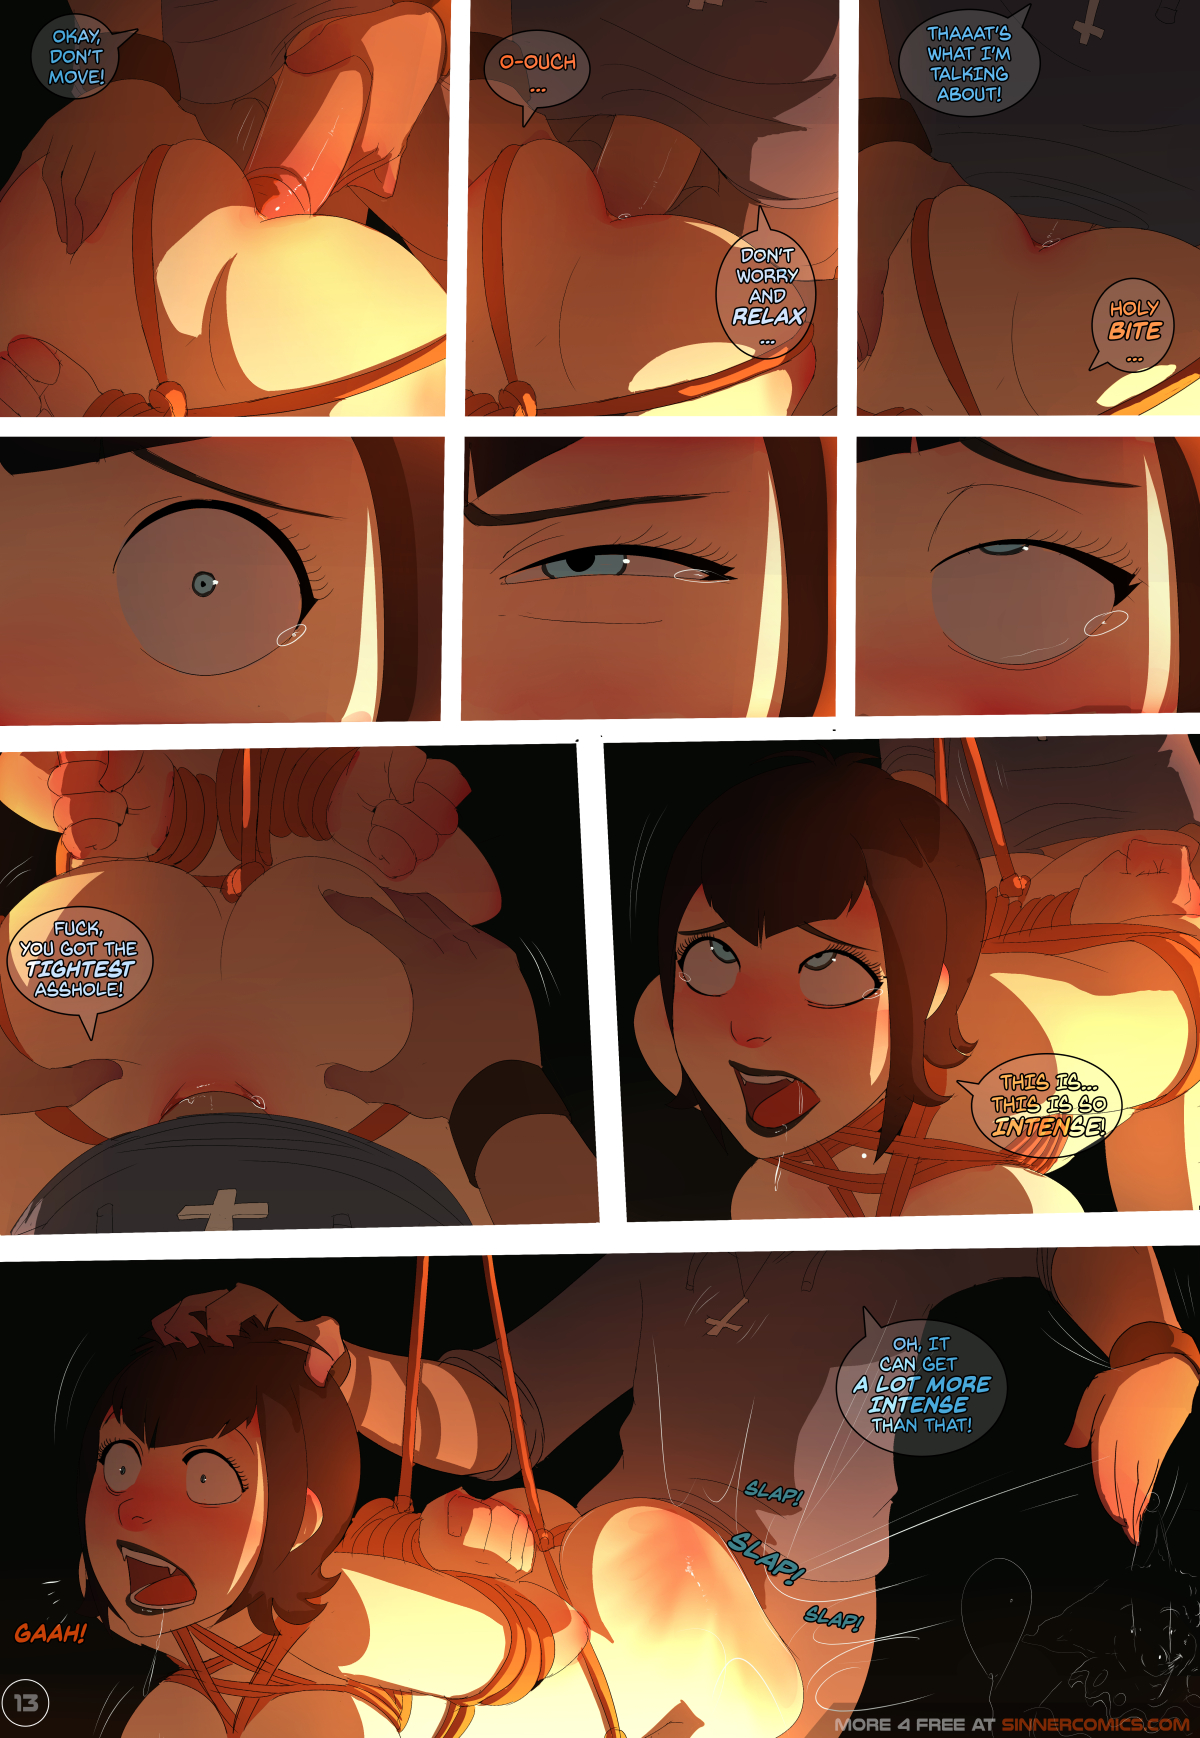 OKAY,
DON'T
MOVE!
O-OUCH
...
DON'T
WORRY
AND
RELAX
...
THAAAT'S
WHAT I'M
TALKING
ABOUT!
HOLY
BITE
...
FUCK,
YOU GOT THE
TIGHTEST
ASSHOLE!
THIS IS...
THIS IS SO
INTENSE!
OH, IT
CAN GET
A LOT MORE
INTENSE
THAN THAT!
SLAP!
SLAP!
SLAP!
GAAH!
13
MORE 4 FREE AT SINNERCOMICS.COM